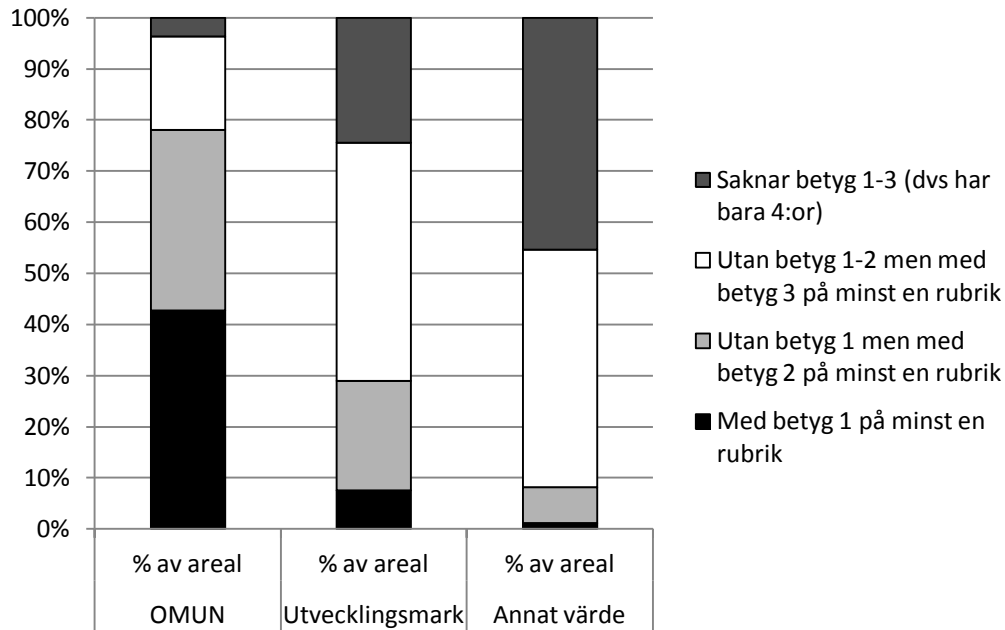 100%
90%
80%
70%
60%
50%
40%
30%
20%
10%
0%
% av areal
% av areal
% av areal
OMUN
Utvecklingsmark
Annat värde
Saknar betyg 1-3 (dvs har
bara 4:or)
Utan betyg 1-2 men med
betyg 3 på minst en rubrik
Utan betyg 1 men med
betyg 2 på minst en rubrik
Med betyg 1 på minst en
rubrik